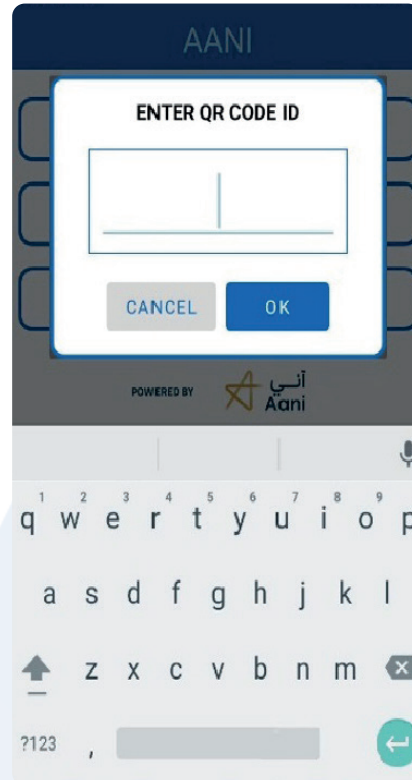 AANI
ENTER QR CODE ID
CANCEL OK
POWERED BY آني Aani
1 2 3 4 5 6 7 8 9
q w e r t y u i o p
a s d f g h j k l
z x c v b n m
?123 ,